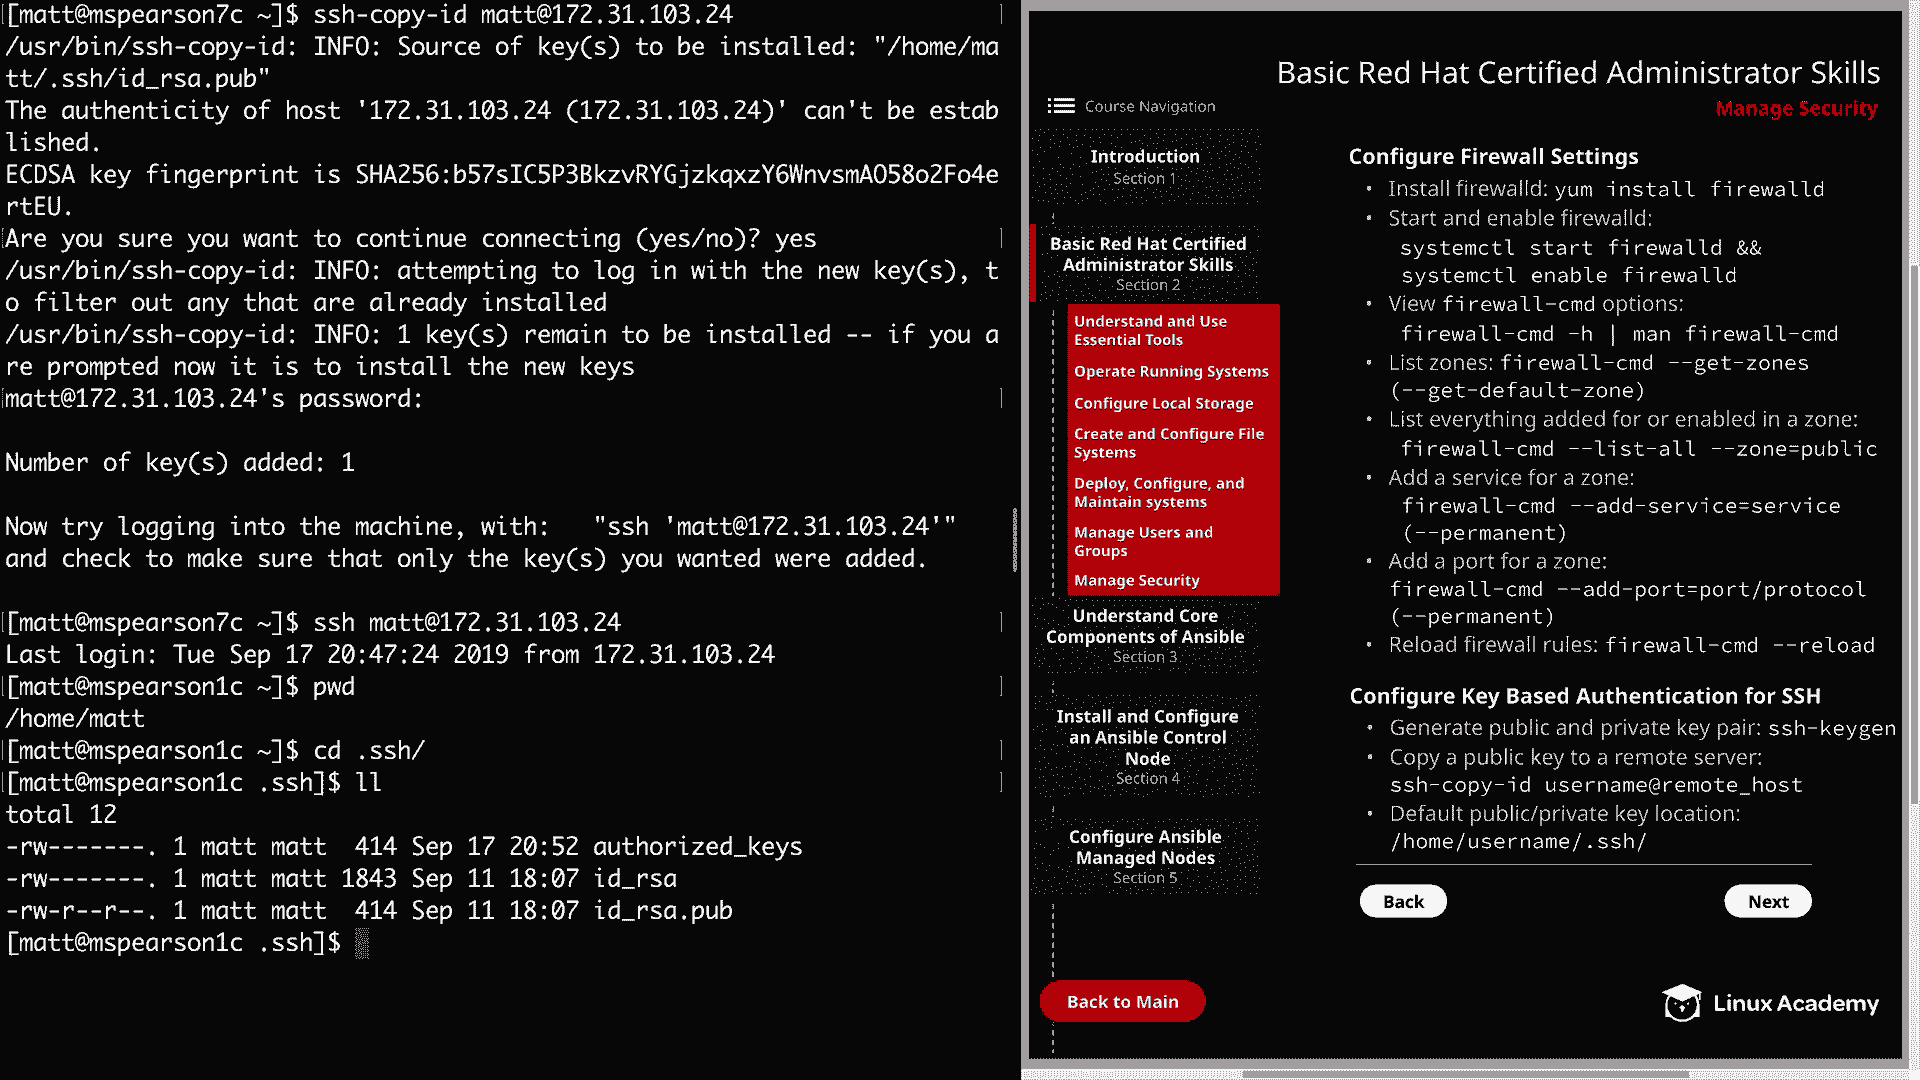 [matt@mspearson7c ~]$ ssh-copy-id matt@172.31.103.24
/usr/bin/ssh-copy-id: INFO: Source of key(s) to be installed: "/home/ma
tt/.ssh/id_rsa.pub"
The authenticity of host '172.31.103.24 (172.31.103.24)' can't be estab
lished.
ECDSA key fingerprint is SHA256:b57sIC5P3BkzvRYGjzkqxzY6WnvsmAO58o2Fo4e
rtEU.
Are you sure you want to continue connecting (yes/no)? yes
/usr/bin/ssh-copy-id: INFO: attempting to log in with the new key(s), t
o filter out any that are already installed
/usr/bin/ssh-copy-id: INFO: 1 key(s) remain to be installed -- if you a
re prompted now it is to install the new keys
matt@172.31.103.24's password:
Number of key(s) added: 1
Now try logging into the machine, with:   "ssh 'matt@172.31.103.24'"
and check to make sure that only the key(s) you wanted were added.
[matt@mspearson7c ~]$ ssh matt@172.31.103.24
Last login: Tue Sep 17 20:47:24 2019 from 172.31.103.24
[matt@mspearson1c ~]$ pwd
/home/matt
[matt@mspearson1c ~]$ cd .ssh/
[matt@mspearson1c .ssh]$ ll
total 12
-rw-------. 1 matt matt  414 Sep 17 20:52 authorized_keys
-rw-------. 1 matt matt 1843 Sep 11 18:07 id_rsa
-rw-r--r--. 1 matt matt  414 Sep 11 18:07 id_rsa.pub
[matt@mspearson1c .ssh]$
Basic Red Hat Certified Administrator Skills
Manage Security
Course Navigation
Introduction
Section 1
Basic Red Hat Certified
Administrator Skills
Section 2
Understand and Use
Essential Tools
Operate Running Systems
Configure Local Storage
Create and Configure File
Systems
Deploy, Configure, and
Maintain systems
Manage Users and
Groups
Manage Security
Understand Core
Components of Ansible
Section 3
Install and Configure
an Ansible Control
Node
Section 4
Configure Ansible
Managed Nodes
Section 5
Back to Main
Configure Firewall Settings
• Install firewalld: yum install firewalld
• Start and enable firewalld:
systemctl start firewalld &&
systemctl enable firewalld
• View firewall-cmd options:
firewall-cmd -h | man firewall-cmd
• List zones: firewall-cmd --get-zones
(--get-default-zone)
• List everything added for or enabled in a zone:
firewall-cmd --list-all --zone=public
• Add a service for a zone:
firewall-cmd --add-service=service
(--permanent)
• Add a port for a zone:
firewall-cmd --add-port=port/protocol
(--permanent)
• Reload firewall rules: firewall-cmd --reload
Configure Key Based Authentication for SSH
• Generate public and private key pair: ssh-keygen
• Copy a public key to a remote server:
ssh-copy-id username@remote_host
• Default public/private key location:
/home/username/.ssh/
Back
Next
Linux Academy